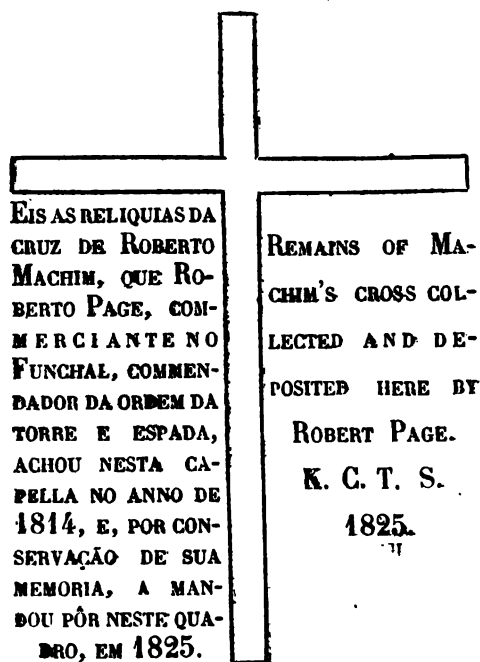 EIS AS RELIQUIAS DA
CRUZ DE ROBERTO
MACHIM, QUE RO-
BERTO PAGE, COM-
MERCIANTE NO
FUNCHAL, COMMEN-
DADOR DA ORDEM DA
TORRE E ESPADA,
ACHOU NESTA CA-
PELLA NO ANNO DE
1814, E, POR CON-
SERVAÇÃO DE SUA
MEMORIA, A MAN-
DOU PÔR NESTE QUA-
DRO, EM 1825.
REMAINS OF MA-
CHIM'S CROSS COL-
LECTED AND DE-
POSITED HERE BY
ROBERT PAGE.
K. C. T. S.
1825.